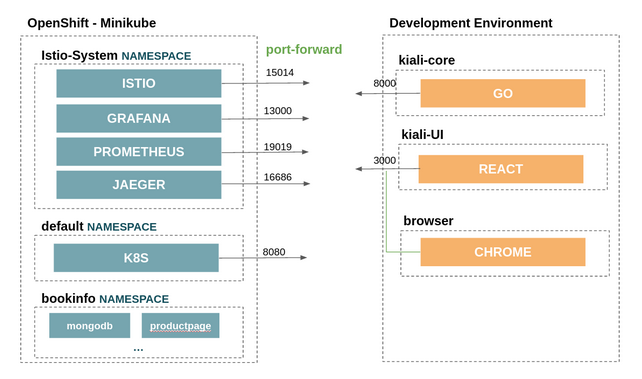 OpenShift - Minikube
Istio-System NAMESPACE
ISTIO
GRAFANA
PROMETHEUS
JAEGER
default NAMESPACE
K8S
bookinfo NAMESPACE
mongodb
productpage
...
port-forward
15014
13000
19019
16686
8080
Development Environment
kiali-core
8000
GO
kiali-UI
3000
REACT
browser
CHROME